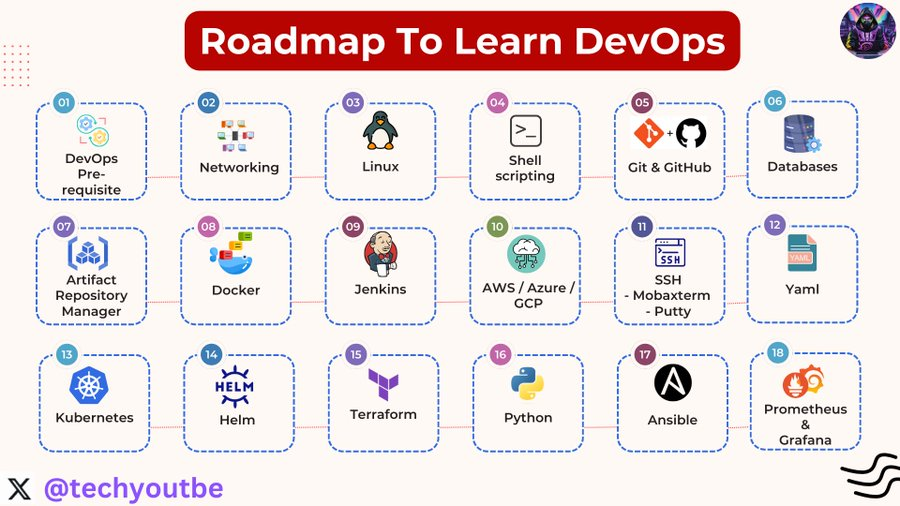 Roadmap To Learn DevOps
01
DevOps
Pre-
requisite
02
Networking
03
Linux
04
Shell
scripting
05
+
Git & GitHub
06
Databases
07
Artifact
Repository
Manager
08
Docker
09
Jenkins
10
AWS / Azure /
GCP
11
SSH
SSH
- Mobaxterm
- Putty
12
YAML
Yaml
13
Kubernetes
14
HELM
Helm
15
Terraform
16
Python
17
Ansible
18
Prometheus
&
Grafana
X @techyoutbe